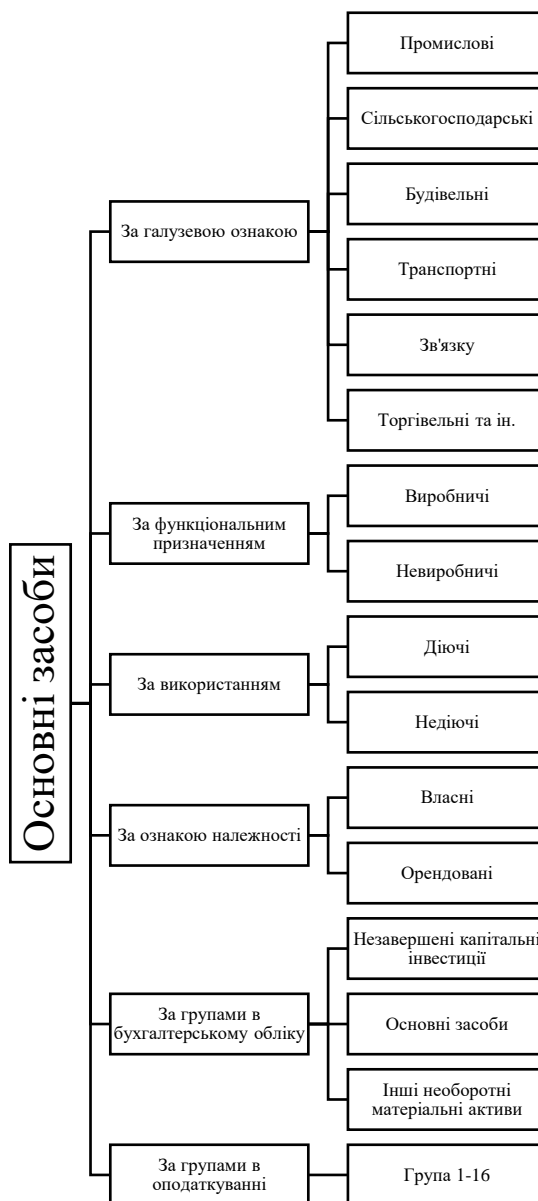 Основні засоби
За галузевою ознакою
Промислові
Сільськогосподарські
Будівельні
Транспортні
Зв'язку
Торгівельні та ін.
За функціональним
призначенням
Виробничі
Невиробничі
За використанням
Діючі
Недіючі
За ознакою належності
Власні
Орендовані
За групами в
бухгалтерському обліку
Незавершені капітальні
інвестиції
Основні засоби
Інші необоротні
матеріальні активи
За групами в
оподаткуванні
Група 1-16